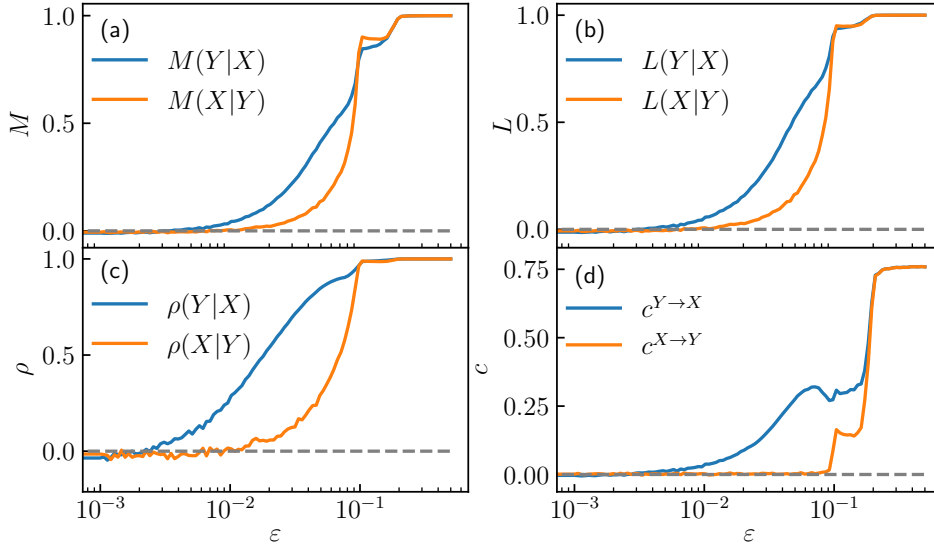 (a)
M(Y|X)
M(X|Y)
M
1.0
0.5
0.0
(b)
L(Y|X)
L(X|Y)
L
1.0
0.5
0.0
(c)
ρ(Y|X)
ρ(X|Y)
ρ
1.0
0.5
0.0
10⁻³ 10⁻² 10⁻¹
ε
(d)
c^{Y→X}
c^{X→Y}
c
0.75
0.50
0.25
0.00
10⁻³ 10⁻² 10⁻¹
ε